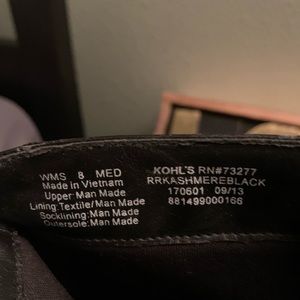 WMS 8 MED
Made in Vietnam
Upper:Man Made
Lining:Textile/Man Made
Socklining:Man Made
Outersole:Man Made
KOHL'S RN#73277
RRKASHMEREBLACK
170601 09/13
881499000166